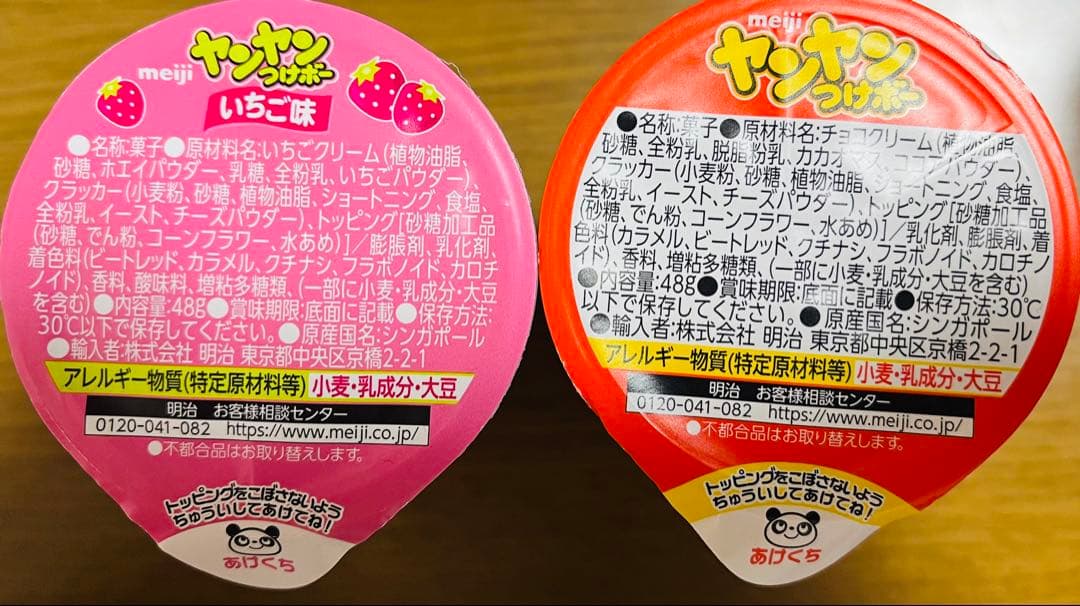 meiji
ヤンヤン
つけボー
いちご味
●名称:菓子●原材料名:いちごクリーム(植物油脂、
砂糖、ホエイパウダー、乳糖、全粉乳、いちごパウダー)、
クラッカー(小麦粉、砂糖、植物油脂、ショートニング、食塩、
全粉乳、イースト、チーズパウダー)、トッピング[砂糖加工品
(砂糖、でん粉、コーンフラワー、水あめ)]/膨脹剤、乳化剤、
着色料(ビートレッド、カラメル、クチナシ、フラボノイド、カロチ
ノイド)、香料、酸味料、増粘多糖類、(一部に小麦・乳成分・大豆
を含む)●内容量:48g●賞味期限:底面に記載●保存方法:
30℃以下で保存してください。●原産国名:シンガポール
●輸入者:株式会社 明治 東京都中央区京橋2-2-1
アレルギー物質(特定原材料等) 小麦・乳成分・大豆
明治 お客様相談センター
0120-041-082 https://www.meiji.co.jp/
●不都合品はお取り替えします。
トッピングをこぼさないよう
ちゅういしてあけてね!
あけくち
meiji
ヤンヤン
つけボー
●名称:菓子●原材料名:チョコクリーム(植物油脂、
砂糖、全粉乳、脱脂粉乳、カカオマス、ココアパウダー)、
クラッカー(小麦粉、砂糖、植物油脂、ショートニング、食塩、
全粉乳、イースト、チーズパウダー)、トッピング[砂糖加工品
(砂糖、でん粉、コーンフラワー、水あめ)]/乳化剤、膨脹剤、着
色料(カラメル、ビートレッド、クチナシ、フラボノイド、カロチノ
イド)、香料、増粘多糖類、(一部に小麦・乳成分・大豆を含む)
●内容量:48g●賞味期限:底面に記載●保存方法:30℃
以下で保存してください。●原産国名:シンガポール
●輸入者:株式会社 明治 東京都中央区京橋2-2-1
アレルギー物質(特定原材料等) 小麦・乳成分・大豆
明治 お客様相談センター
0120-041-082 https://www.meiji.co.jp/
●不都合品はお取り替えします。
トッピングをこぼさないよう
ちゅういしてあけてね!
あけくち